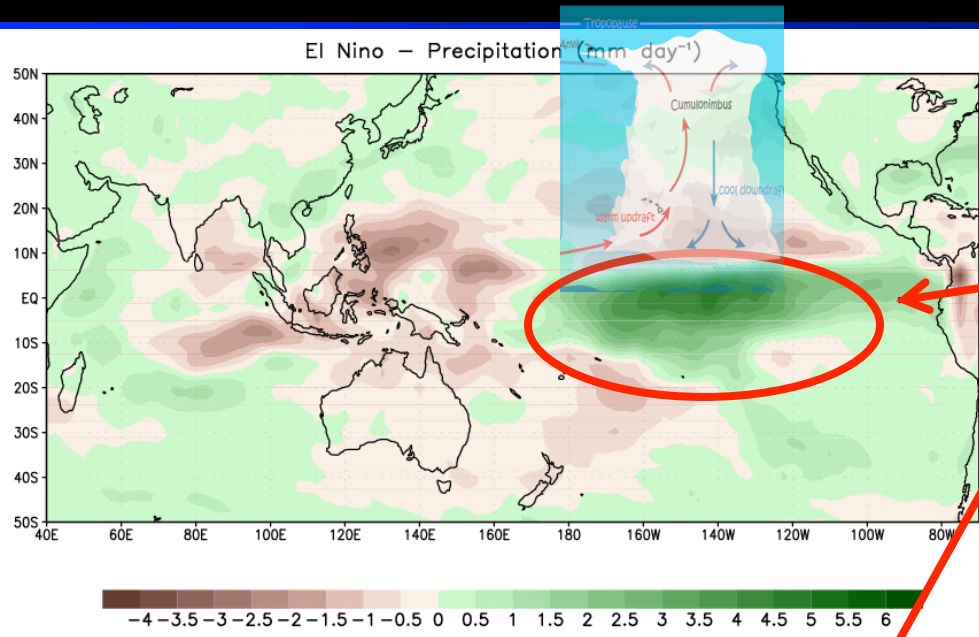 Tropopause
El Nino – Precipitation (mm day⁻¹)
Anvil
50N
Cumulonimbus
40N
30N
cool downdraft
20N
warm updraft
10N
EQ
10S
20S
30S
40S
50S
40E 60E 80E 100E 120E 140E 160E 180 160W 140W 120W 100W 80W
-4 -3.5 -3 -2.5 -2 -1.5 -1 -0.5 0 0.5 1 1.5 2 2.5 3 3.5 4 4.5 5 5.5 6